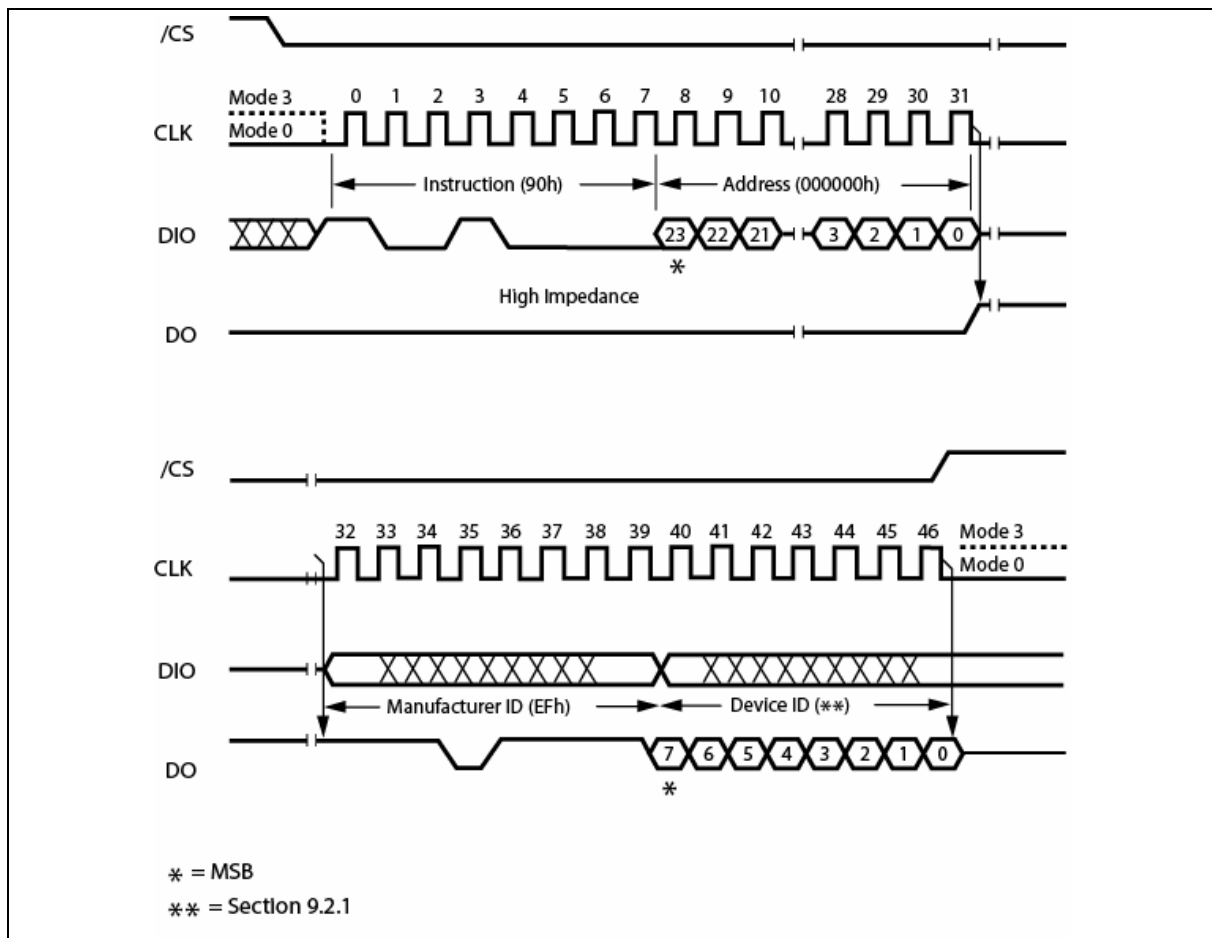 /CS
Mode 3
0 1 2 3 4 5 6 7 8 9 10 28 29 30 31
CLK
Mode 0
Instruction (90h)
Address (000000h)
DIO
23 22 21 3 2 1 0
*
High Impedance
DO
/CS
32 33 34 35 36 37 38 39 40 41 42 43 44 45 46
Mode 3
CLK
Mode 0
DIO
Manufacturer ID (EFh)
Device ID (**)
DO
7 6 5 4 3 2 1 0
*
* = MSB
** = Section 9.2.1